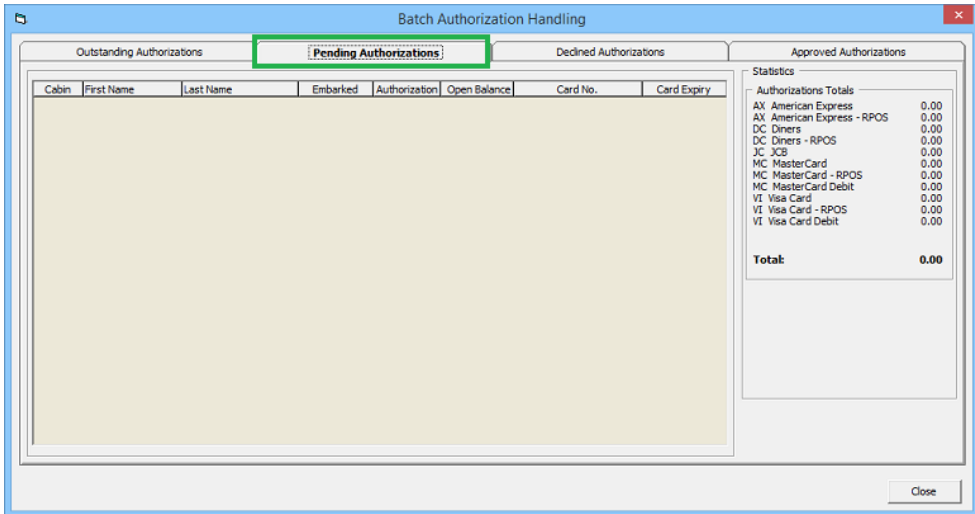 Batch Authorization Handling
Outstanding Authorizations Pending Authorizations Declined Authorizations Approved Authorizations
Cabin First Name Last Name Embarked Authorization Open Balance Card No. Card Expiry
Statistics
Authorizations Totals
AX American Express 0.00
AX American Express - RPOS 0.00
DC Diners 0.00
DC Diners - RPOS 0.00
JC JCB 0.00
MC MasterCard 0.00
MC MasterCard - RPOS 0.00
MC MasterCard Debit 0.00
VI Visa Card 0.00
VI Visa Card - RPOS 0.00
VI Visa Card Debit 0.00
Total: 0.00
Close